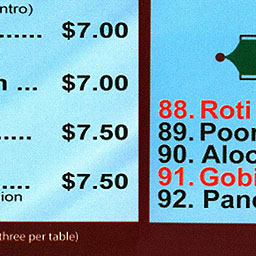 ntro)
...... $7.00
n ... $7.00
..... $7.50
..... $7.50
ion
three per table)
88. Roti
89. Poor
90. Aloo
91. Gobi
92. Pane